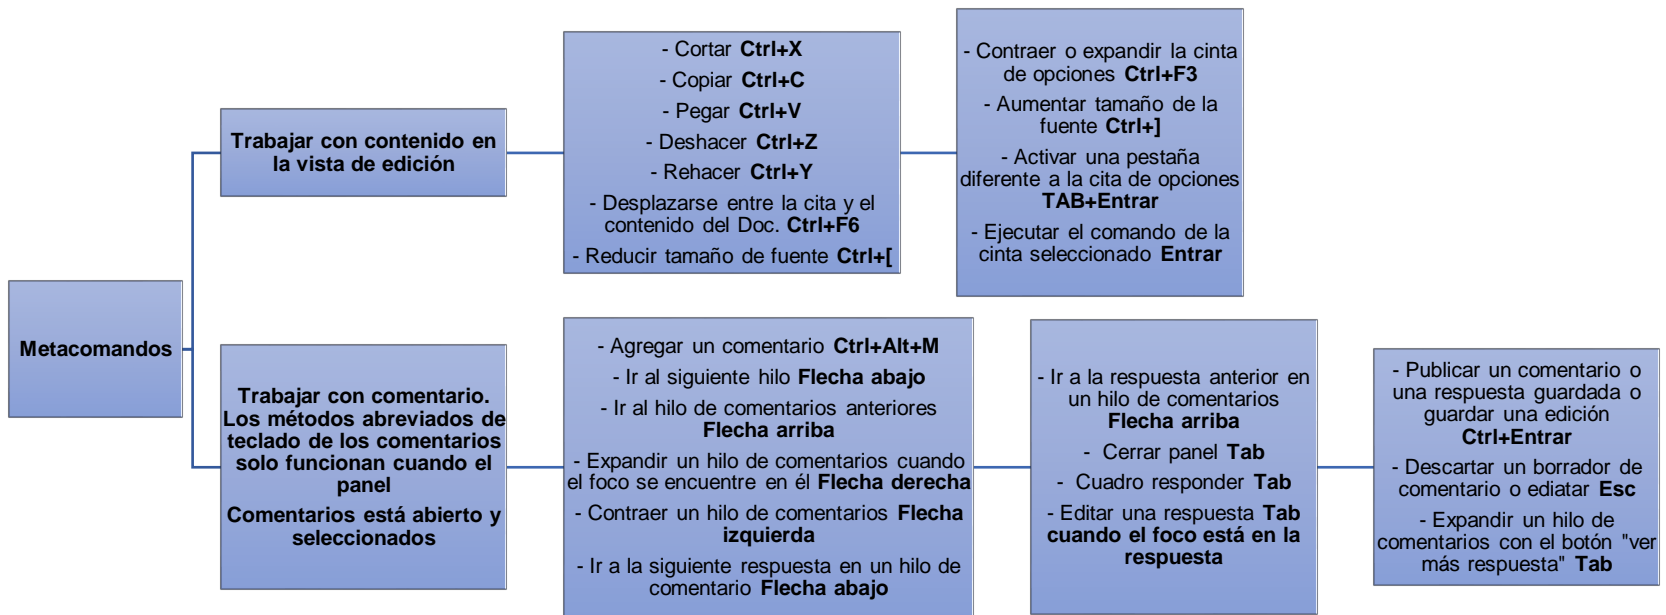 Metacomandos
Trabajar con contenido en
la vista de edición
- Cortar Ctrl+X
- Copiar Ctrl+C
- Pegar Ctrl+V
- Deshacer Ctrl+Z
- Rehacer Ctrl+Y
- Desplazarse entre la cita y el
contenido del Doc. Ctrl+F6
- Reducir tamaño de fuente Ctrl+[
- Contraer o expandir la cinta
de opciones Ctrl+F3
- Aumentar tamaño de la
fuente Ctrl+]
- Activar una pestaña
diferente a la cita de opciones
TAB+Entrar
- Ejecutar el comando de la
cinta seleccionado Entrar
Trabajar con comentario.
Los métodos abreviados de
teclado de los comentarios
solo funcionan cuando el
panel
Comentarios está abierto y
seleccionados
- Agregar un comentario Ctrl+Alt+M
- Ir al siguiente hilo Flecha abajo
- Ir al hilo de comentarios anteriores
Flecha arriba
- Expandir un hilo de comentarios cuando
el foco se encuentre en él Flecha derecha
- Contraer un hilo de comentarios Flecha
izquierda
- Ir a la siguiente respuesta en un hilo de
comentario Flecha abajo
- Ir a la respuesta anterior en
un hilo de comentarios
Flecha arriba
- Cerrar panel Tab
- Cuadro responder Tab
- Editar una respuesta Tab
cuando el foco está en la
respuesta
- Publicar un comentario o
una respuesta guardada o
guardar una edición
Ctrl+Entrar
- Descartar un borrador de
comentario o ediatar Esc
- Expandir un hilo de
comentarios con el botón "ver
más respuesta" Tab